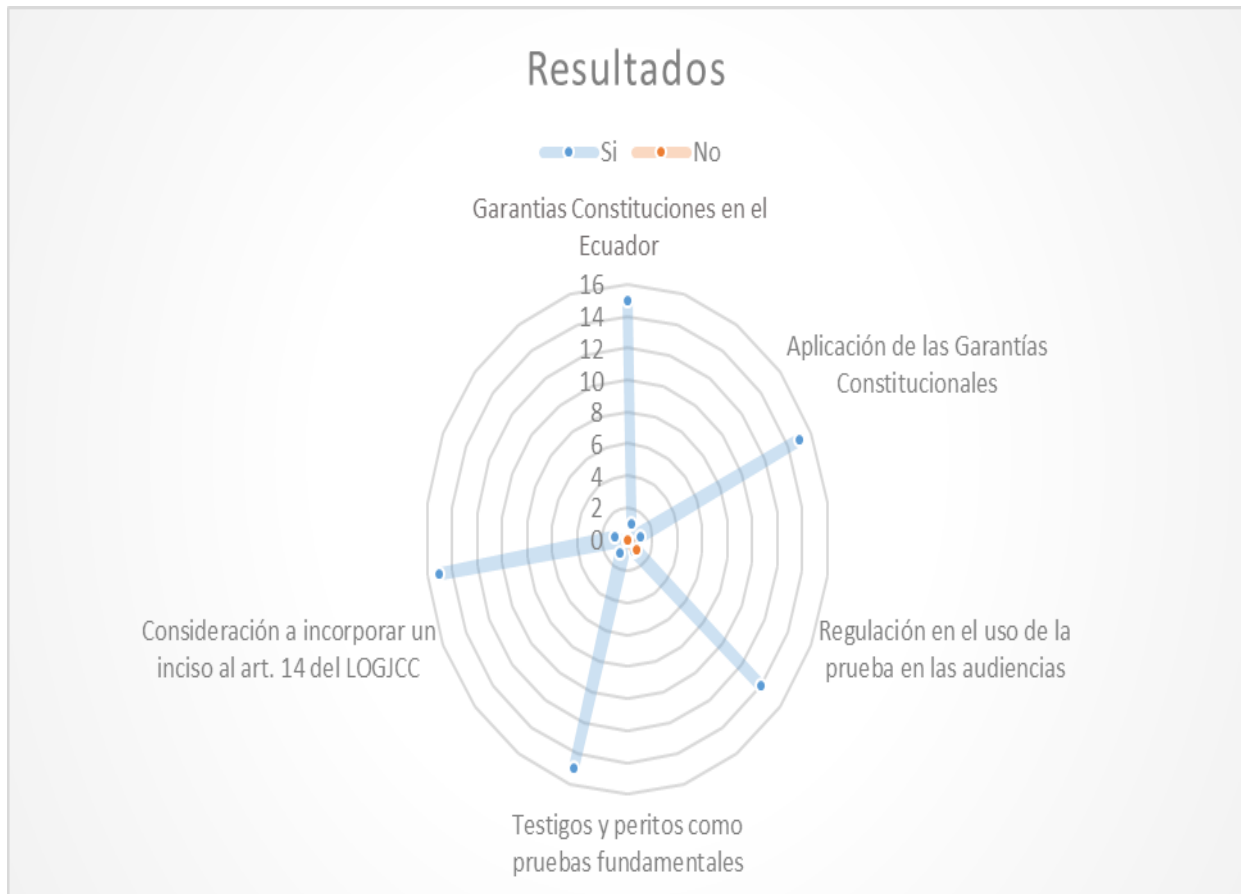 Resultados
Si No
Garantias Constituciones en el
Ecuador
16
14
12
10
8
6
4
2
0
Aplicación de las Garantías
Constitucionales
Regulación en el uso de la
prueba en las audiencias
Testigos y peritos como
pruebas fundamentales
Consideración a incorporar un
inciso al art. 14 del LOGJCC